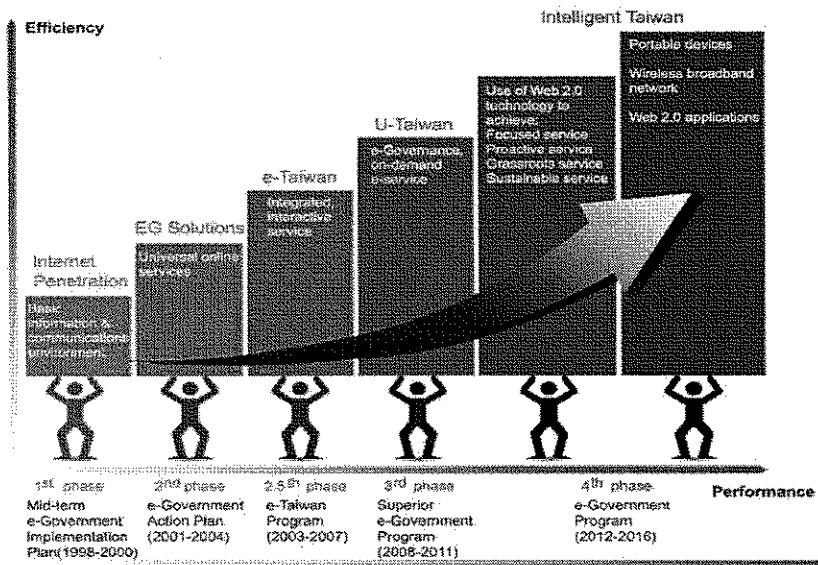 Efficiency
Intelligent Taiwan
Portable devices
Wireless broadband
network
Web 2.0 applications
Use of Web 2.0
technology to
achieve:
Focused service
Proactive service
Grassroots service
Sustainable service
U-Taiwan
e-Governance,
on-demand
e-service
e-Taiwan
Integrated
interactive
service
EG Solutions
Universal online
services
Internet
Penetration
Basic
information &
communications
environment
1st phase
Mid-term
e-Government
Implementation
Plan(1998-2000)
2nd phase
e-Government
Action Plan
(2001-2004)
2.5th phase
e-Taiwan
Program
(2003-2007)
3rd phase
Superior
e-Government
Program
(2008-2011)
4th phase
e-Government
Program
(2012-2016)
Performance